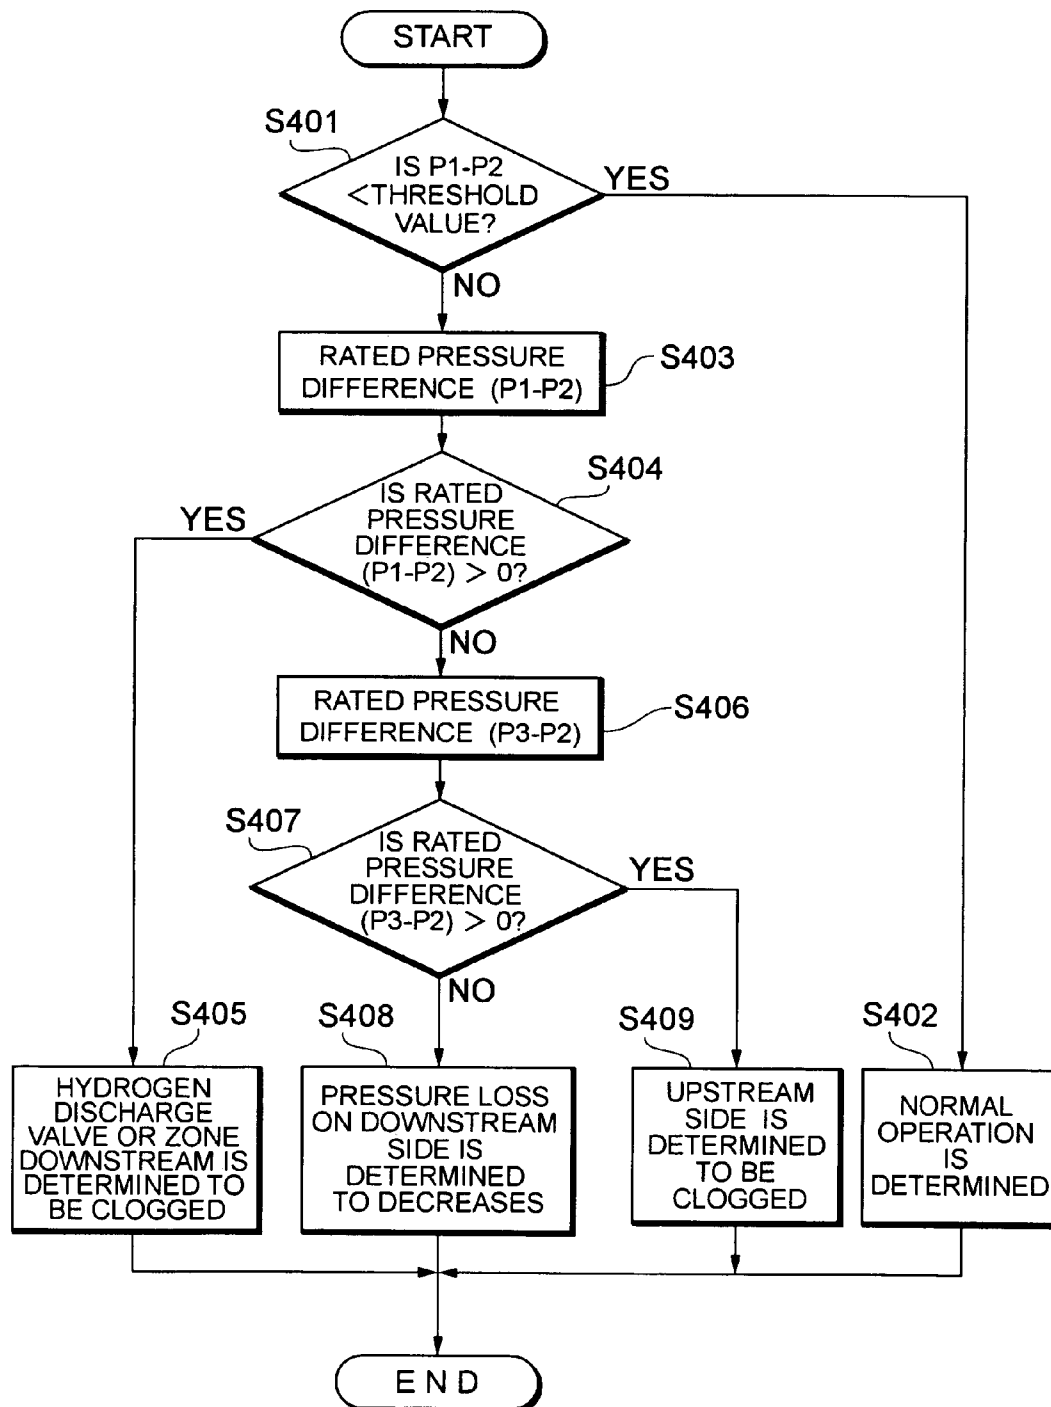 START
S401
IS P1-P2
<THRESHOLD
VALUE?
YES
NO
RATED PRESSURE
DIFFERENCE (P1-P2)
S403
S404
IS RATED
PRESSURE
DIFFERENCE
(P1-P2) > 0?
YES
NO
RATED PRESSURE
DIFFERENCE (P3-P2)
S406
S407
IS RATED
PRESSURE
DIFFERENCE
(P3-P2) > 0?
YES
NO
S405
HYDROGEN
DISCHARGE
VALVE OR ZONE
DOWNSTREAM IS
DETERMINED TO
BE CLOGGED
S408
PRESSURE LOSS
ON DOWNSTREAM
SIDE IS
DETERMINED
TO DECREASES
S409
UPSTREAM
SIDE IS
DETERMINED
TO BE
CLOGGED
S402
NORMAL
OPERATION
IS
DETERMINED
END